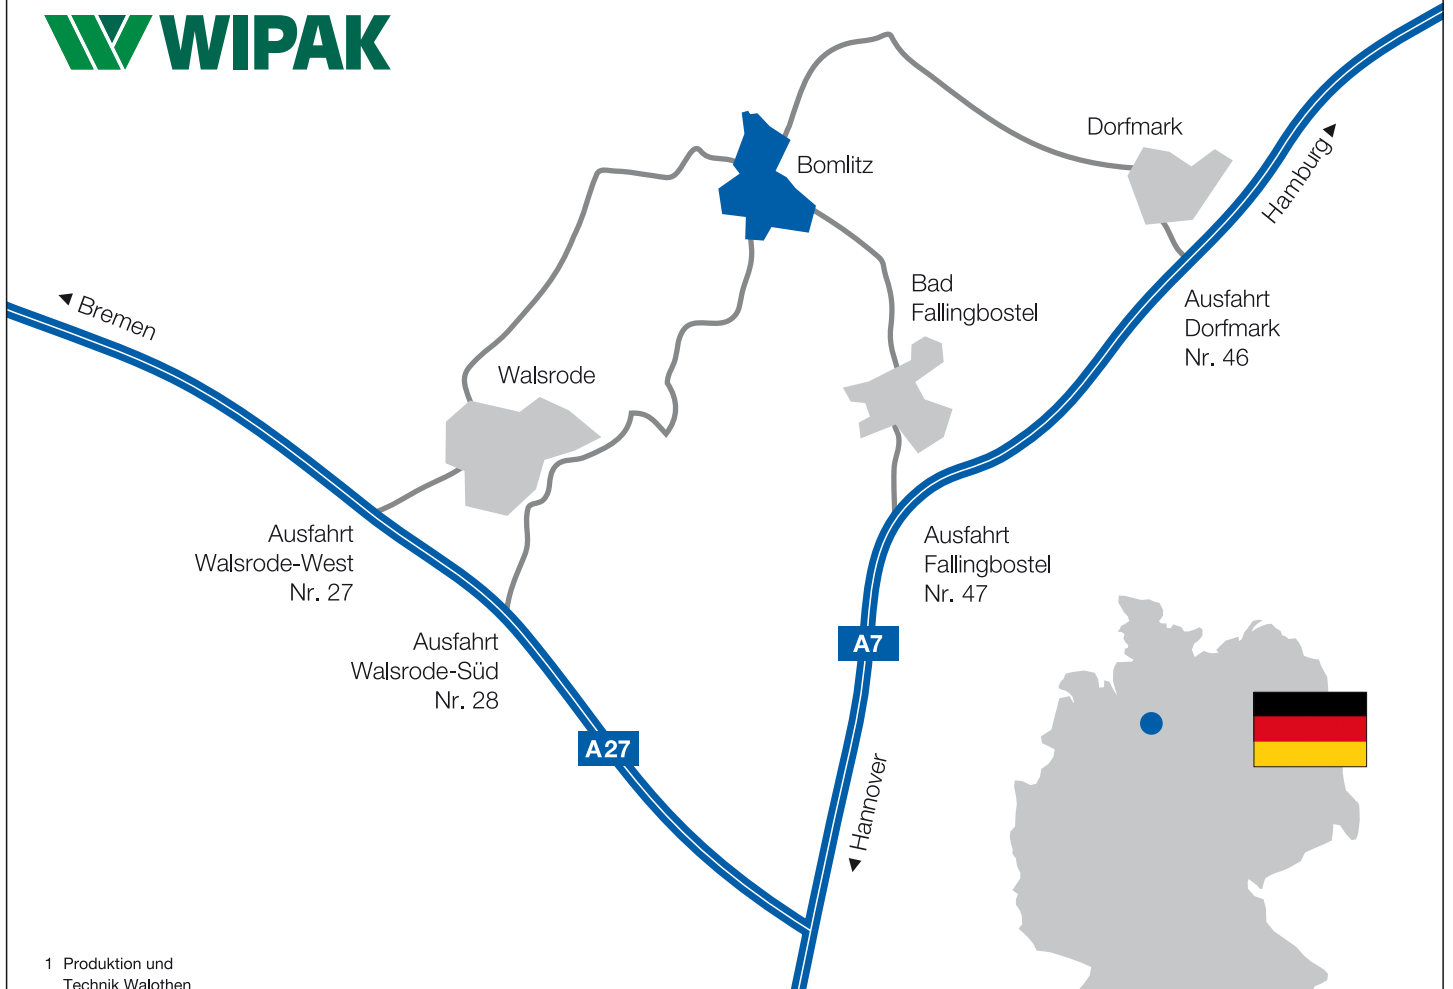 WIPAK
Dorfmark
Bomlitz
Hamburg
Bad
Fallingbostel
Bremen
Ausfahrt
Dorfmark
Nr. 46
Walsrode
Ausfahrt
Walsrode-West
Nr. 27
Ausfahrt
Fallingbostel
Nr. 47
Ausfahrt
Walsrode-Süd
Nr. 28
A7
A27
Hannover
1 Produktion und
Technik Walothen